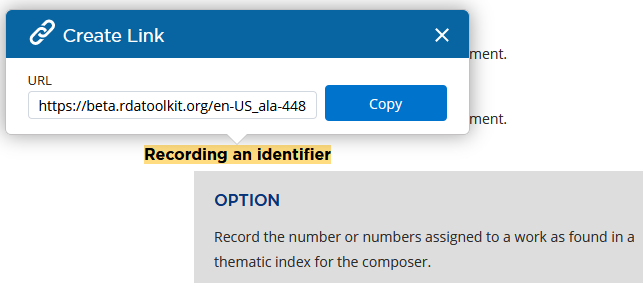 Create Link
URL
https://beta.rdatoolkit.org/en-US_ala-448
Copy
ment.
ment.
Recording an identifier
OPTION
Record the number or numbers assigned to a work as found in a
thematic index for the composer.